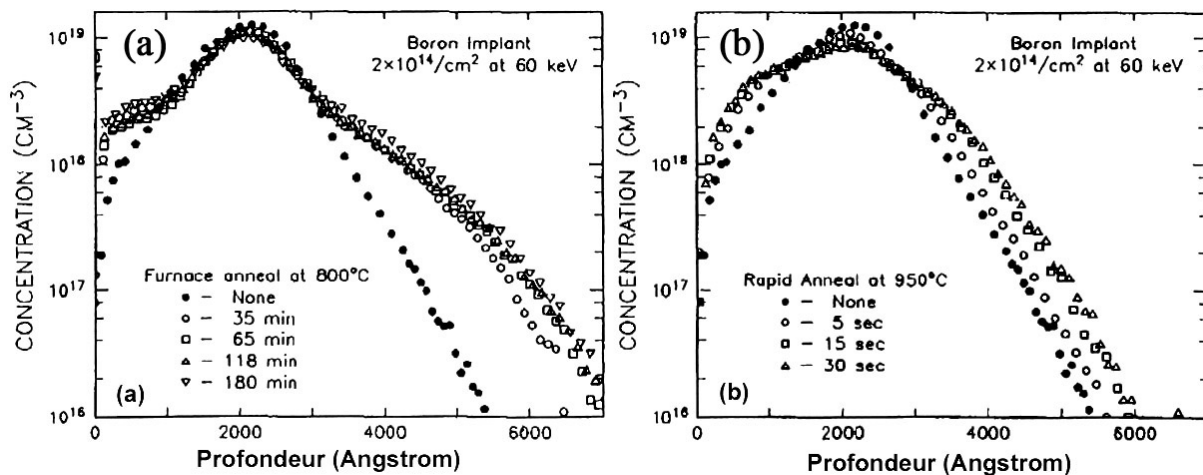 (a)
Boron Implant
2×10¹⁴/cm² at 60 keV
CONCENTRATION (CM⁻³)
10¹⁹
10¹⁸
10¹⁷
10¹⁶
Furnace anneal at 800°C
● – None
○ – 35 min
□ – 65 min
△ – 118 min
▽ – 180 min
(a)
0 2000 4000 6000
Profondeur (Angstrom)
(b)
Boron Implant
2×10¹⁴/cm² at 60 keV
CONCENTRATION (CM⁻³)
10¹⁹
10¹⁸
10¹⁷
10¹⁶
Rapid Anneal at 950°C
● – None
○ – 5 sec
□ – 15 sec
△ – 30 sec
(b)
0 2000 4000 6000
Profondeur (Angstrom)